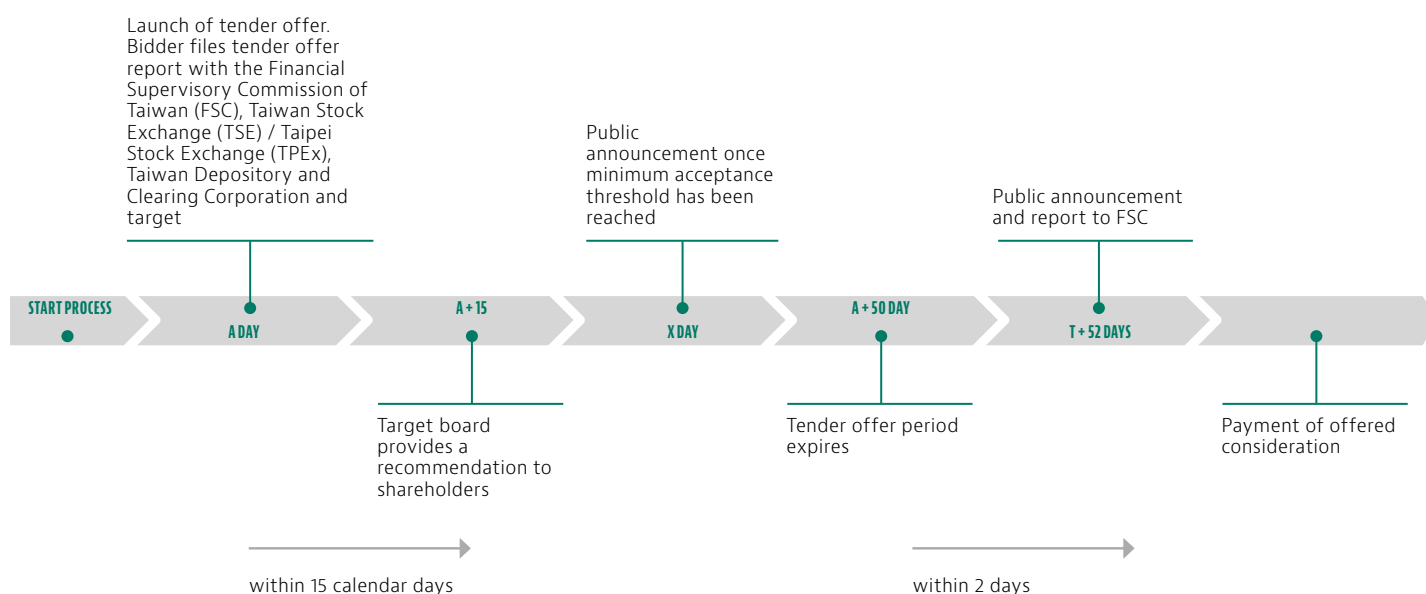 Launch of tender offer.
Bidder files tender offer
report with the Financial
Supervisory Commission of
Taiwan (FSC), Taiwan Stock
Exchange (TSE) / Taipei
Stock Exchange (TPEx),
Taiwan Depository and
Clearing Corporation and
target
Public
announcement once
minimum acceptance
threshold has been
reached
Public announcement
and report to FSC
START PROCESS
A DAY
A + 15
X DAY
A + 50 DAY
T + 52 DAYS
Target board
provides a
recommendation to
shareholders
Tender offer period
expires
Payment of offered
consideration
within 15 calendar days
within 2 days